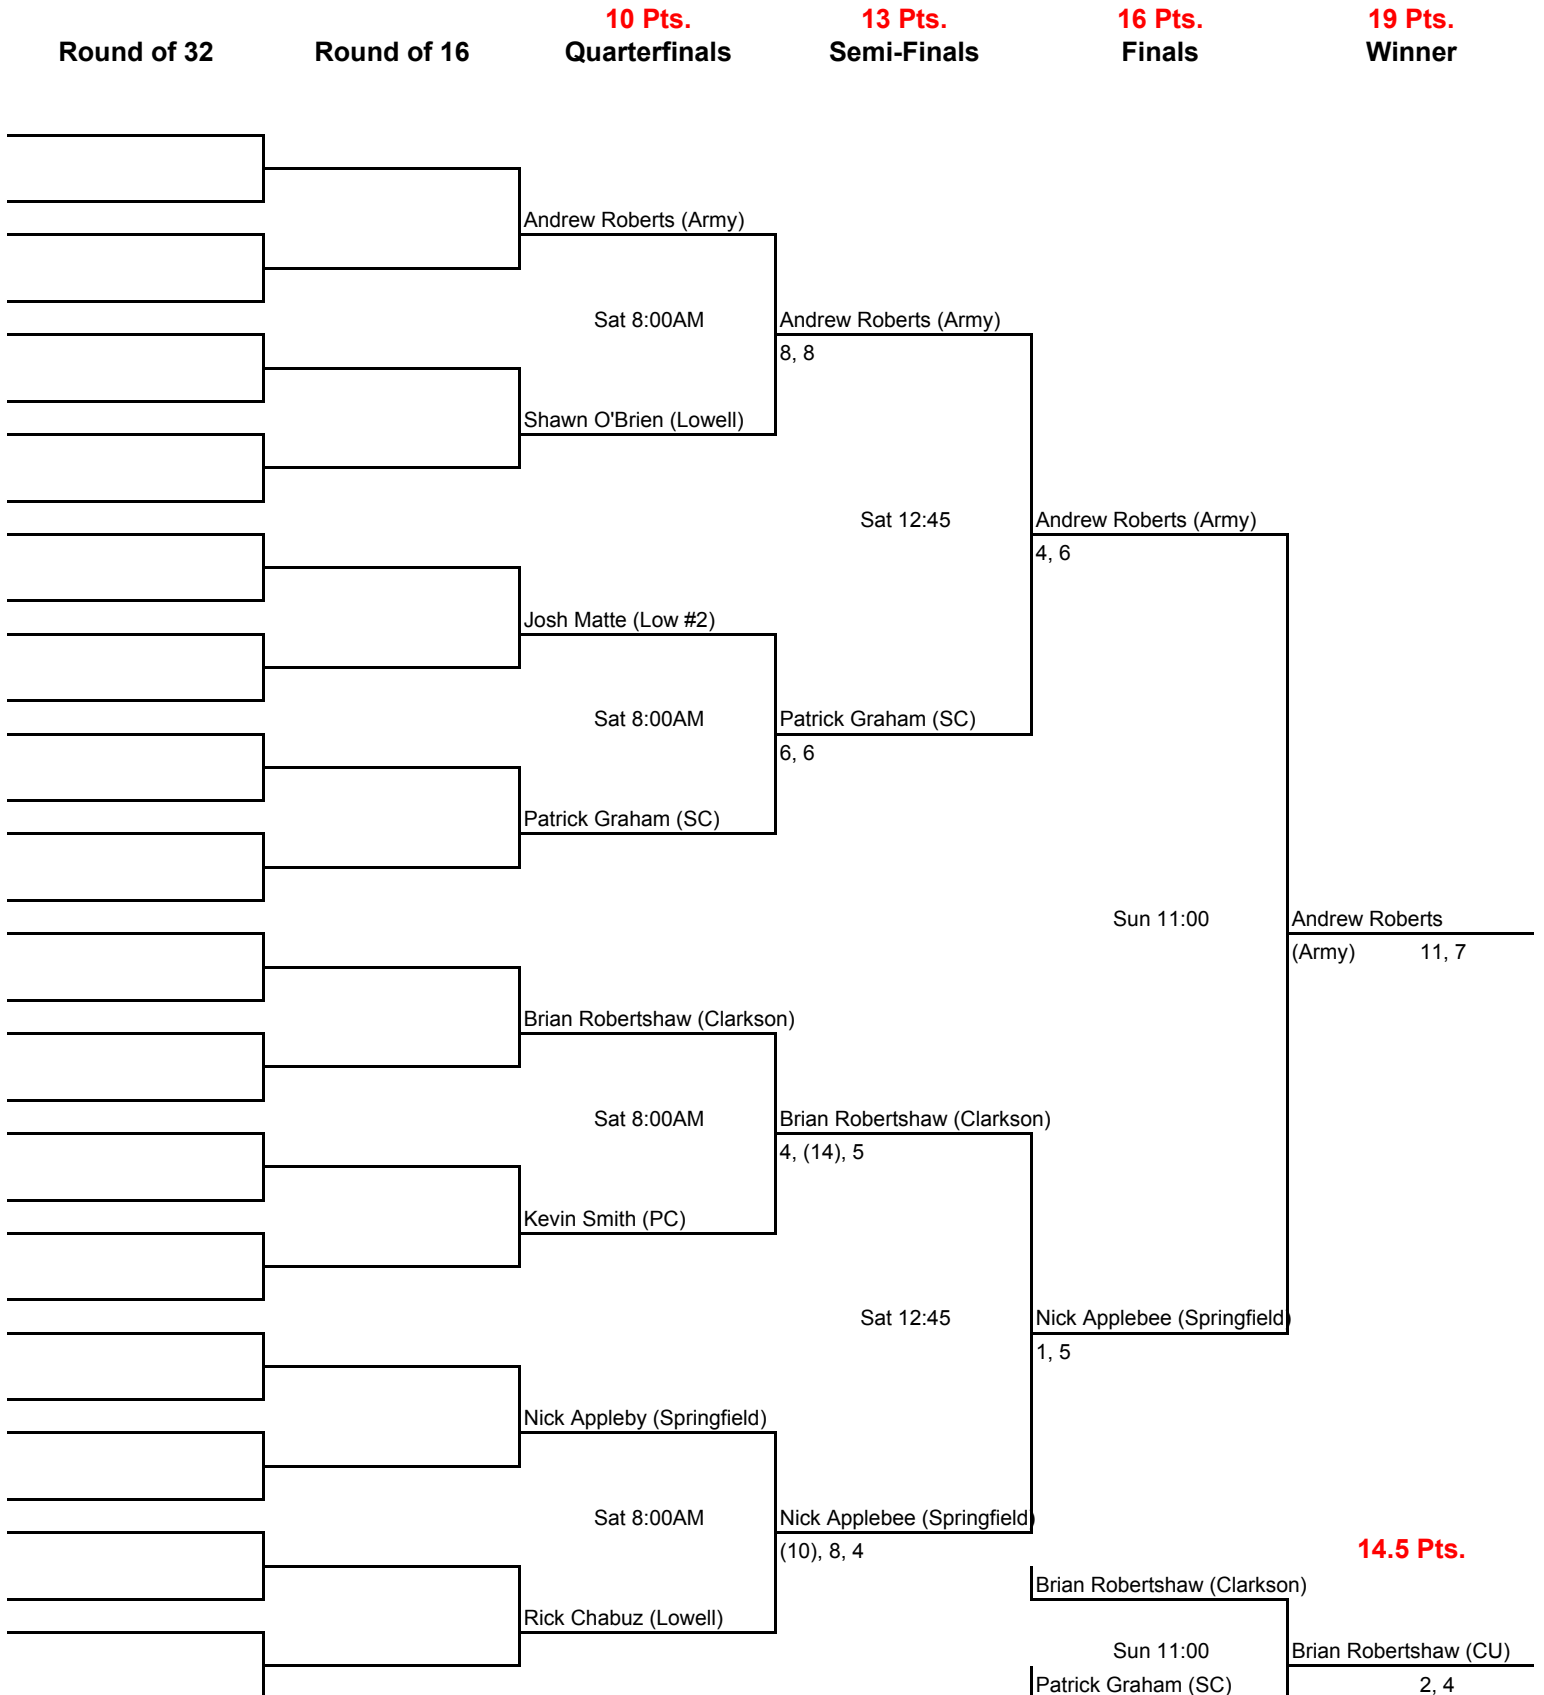 10 Pts. 13 Pts. 16 Pts. 19 Pts.
Round of 32 Round of 16 Quarterfinals Semi-Finals Finals Winner
Andrew Roberts (Army)
Sat 8:00AM Andrew Roberts (Army)
8, 8
Shawn O'Brien (Lowell)
Sat 12:45 Andrew Roberts (Army)
4, 6
Josh Matte (Low #2)
Sat 8:00AM Patrick Graham (SC)
6, 6
Patrick Graham (SC)
Sun 11:00 Andrew Roberts
(Army) 11, 7
Brian Robertshaw (Clarkson)
Sat 8:00AM Brian Robertshaw (Clarkson)
4, (14), 5
Kevin Smith (PC)
Sat 12:45 Nick Applebee (Springfield)
1, 5
Nick Appleby (Springfield)
Sat 8:00AM Nick Applebee (Springfield)
(10), 8, 4 14.5 Pts.
Brian Robertshaw (Clarkson)
Rick Chabuz (Lowell)
Sun 11:00 Brian Robertshaw (CU)
Patrick Graham (SC) 2, 4